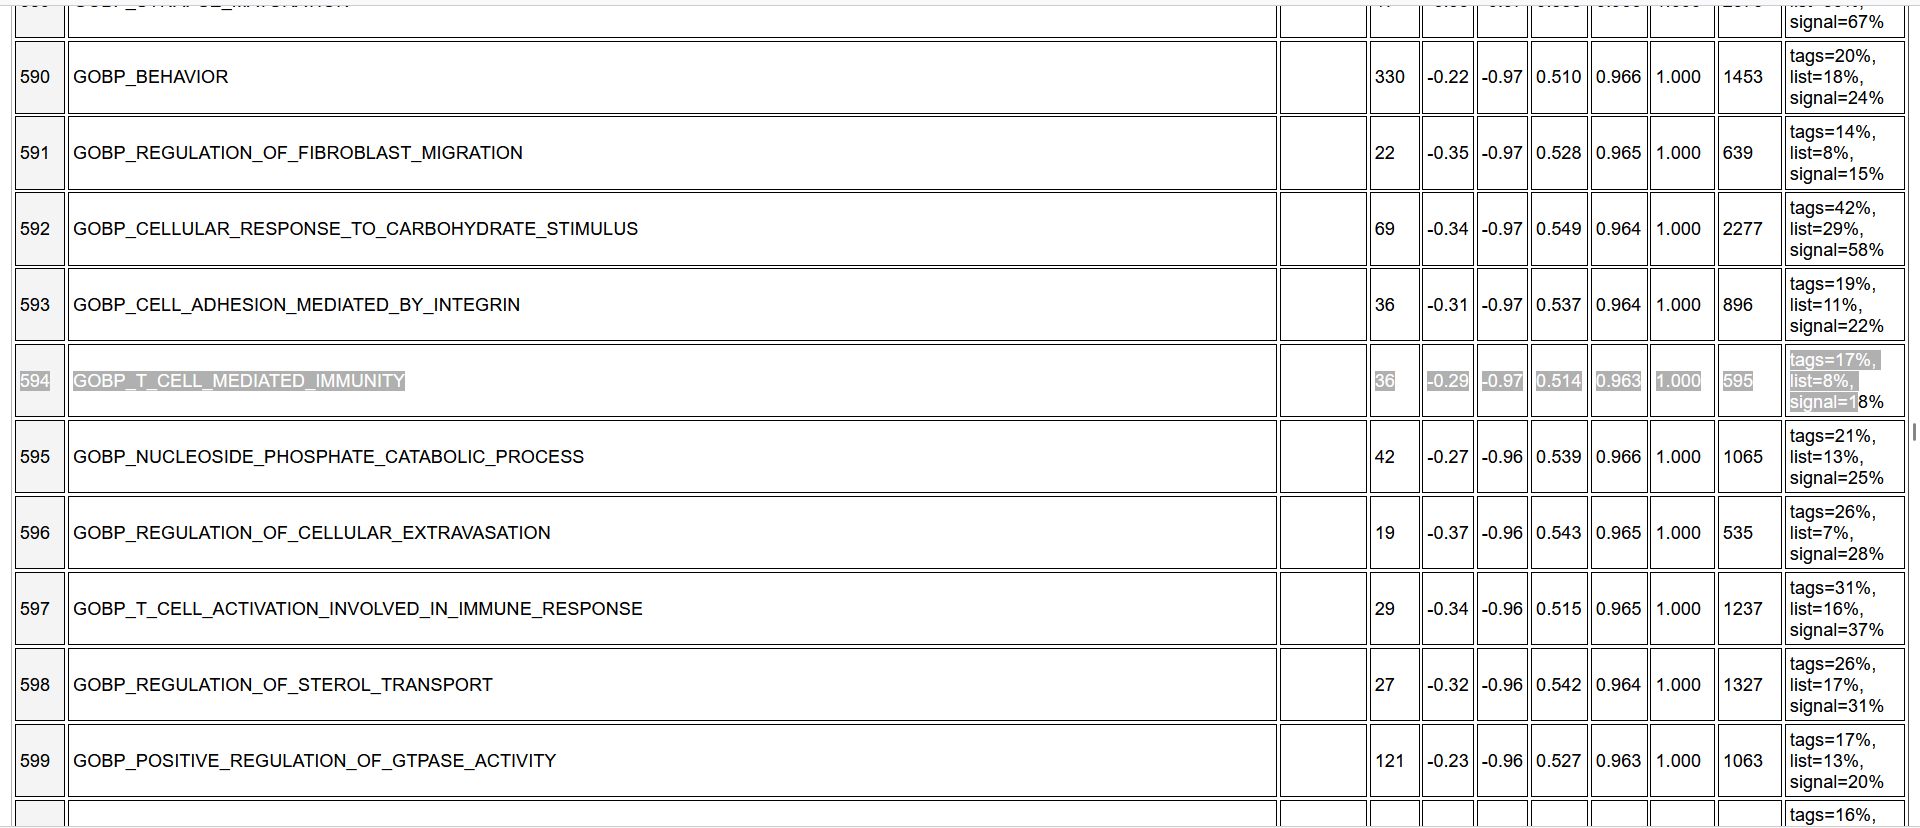 signal=67%
590 GOBP_BEHAVIOR 330 -0.22 -0.97 0.510 0.966 1.000 1453 tags=20%,
list=18%,
signal=24%
591 GOBP_REGULATION_OF_FIBROBLAST_MIGRATION 22 -0.35 -0.97 0.528 0.965 1.000 639 tags=14%,
list=8%,
signal=15%
592 GOBP_CELLULAR_RESPONSE_TO_CARBOHYDRATE_STIMULUS 69 -0.34 -0.97 0.549 0.964 1.000 2277 tags=42%,
list=29%,
signal=58%
593 GOBP_CELL_ADHESION_MEDIATED_BY_INTEGRIN 36 -0.31 -0.97 0.537 0.964 1.000 896 tags=19%,
list=11%,
signal=22%
594 GOBP_T_CELL_MEDIATED_IMMUNITY 36 -0.29 -0.97 0.514 0.963 1.000 595 tags=17%,
list=8%,
signal=18%
595 GOBP_NUCLEOSIDE_PHOSPHATE_CATABOLIC_PROCESS 42 -0.27 -0.96 0.539 0.966 1.000 1065 tags=21%,
list=13%,
signal=25%
596 GOBP_REGULATION_OF_CELLULAR_EXTRAVASATION 19 -0.37 -0.96 0.543 0.965 1.000 535 tags=26%,
list=7%,
signal=28%
597 GOBP_T_CELL_ACTIVATION_INVOLVED_IN_IMMUNE_RESPONSE 29 -0.34 -0.96 0.515 0.965 1.000 1237 tags=31%,
list=16%,
signal=37%
598 GOBP_REGULATION_OF_STEROL_TRANSPORT 27 -0.32 -0.96 0.542 0.964 1.000 1327 tags=26%,
list=17%,
signal=31%
599 GOBP_POSITIVE_REGULATION_OF_GTPASE_ACTIVITY 121 -0.23 -0.96 0.527 0.963 1.000 1063 tags=17%,
list=13%,
signal=20%
tags=16%,